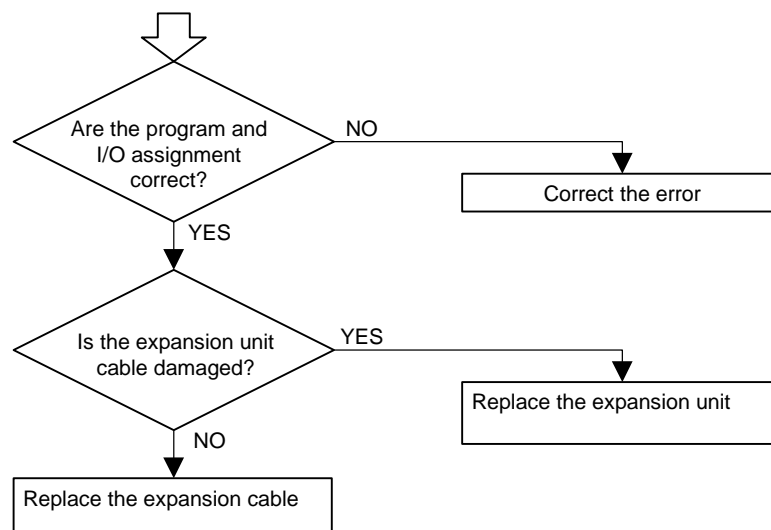 Are the program and
I/O assignment
correct?
NO
Correct the error
YES
Is the expansion unit
cable damaged?
YES
Replace the expansion unit
NO
Replace the expansion cable